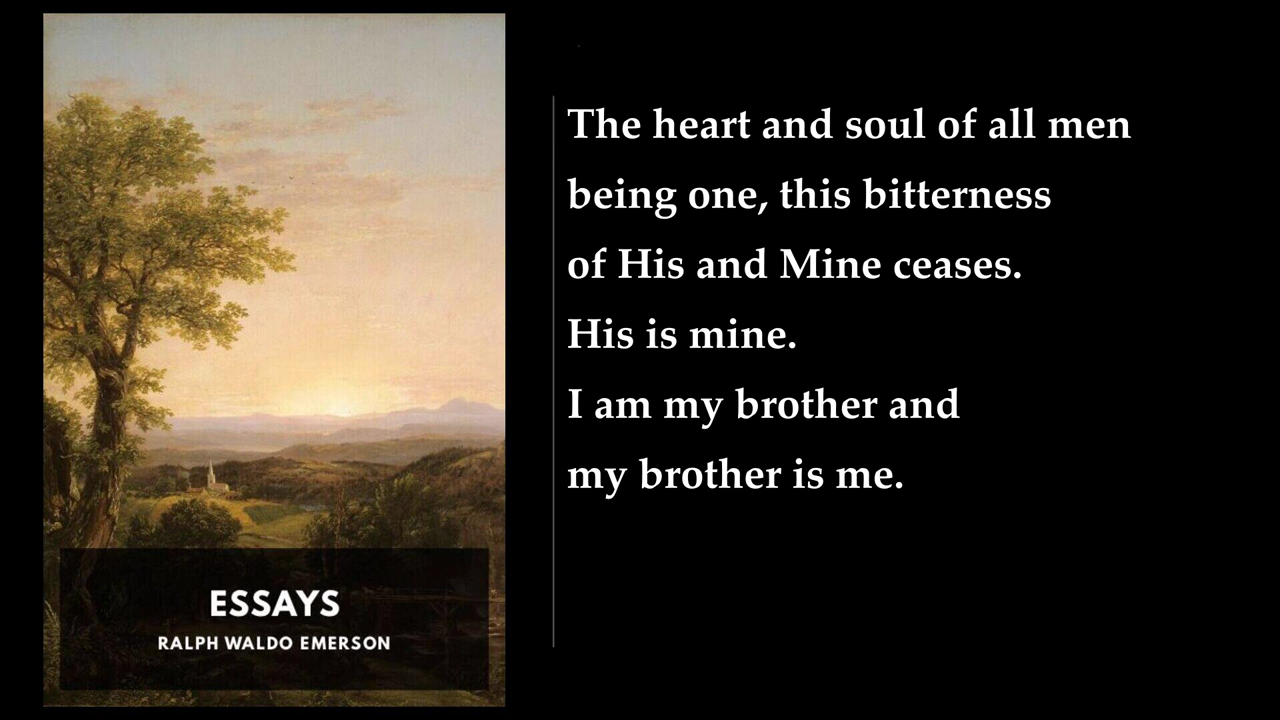 ESSAYS
RALPH WALDO EMERSON
The heart and soul of all men
being one, this bitterness
of His and Mine ceases.
His is mine.
I am my brother and
my brother is me.